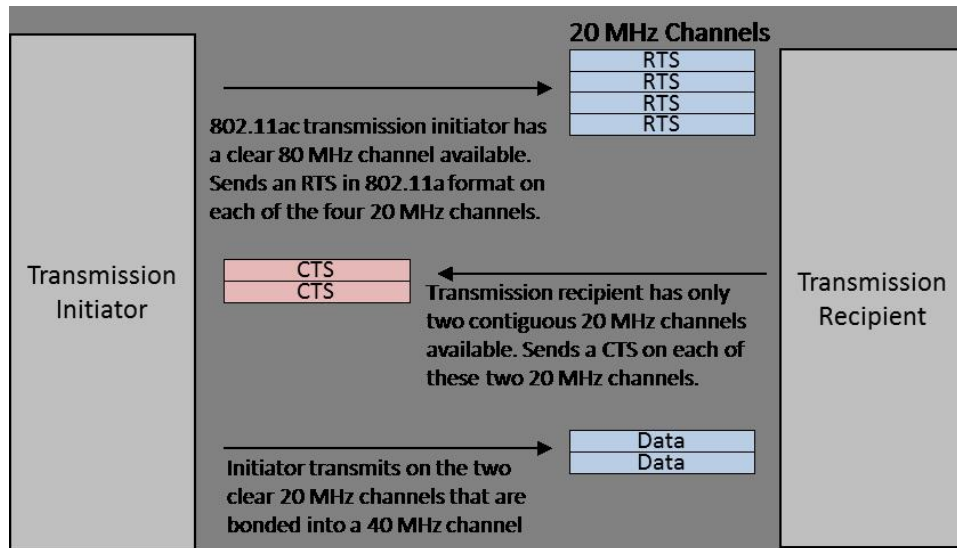 20 MHz Channels
RTS
RTS
RTS
RTS
802.11ac transmission initiator has
a clear 80 MHz channel available.
Sends an RTS in 802.11a format on
each of the four 20 MHz channels.
Transmission
Initiator
CTS
CTS
Transmission recipient has only
two contiguous 20 MHz channels
available. Sends a CTS on each of
these two 20 MHz channels.
Transmission
Recipient
Data
Data
Initiator transmits on the two
clear 20 MHz channels that are
bonded into a 40 MHz channel